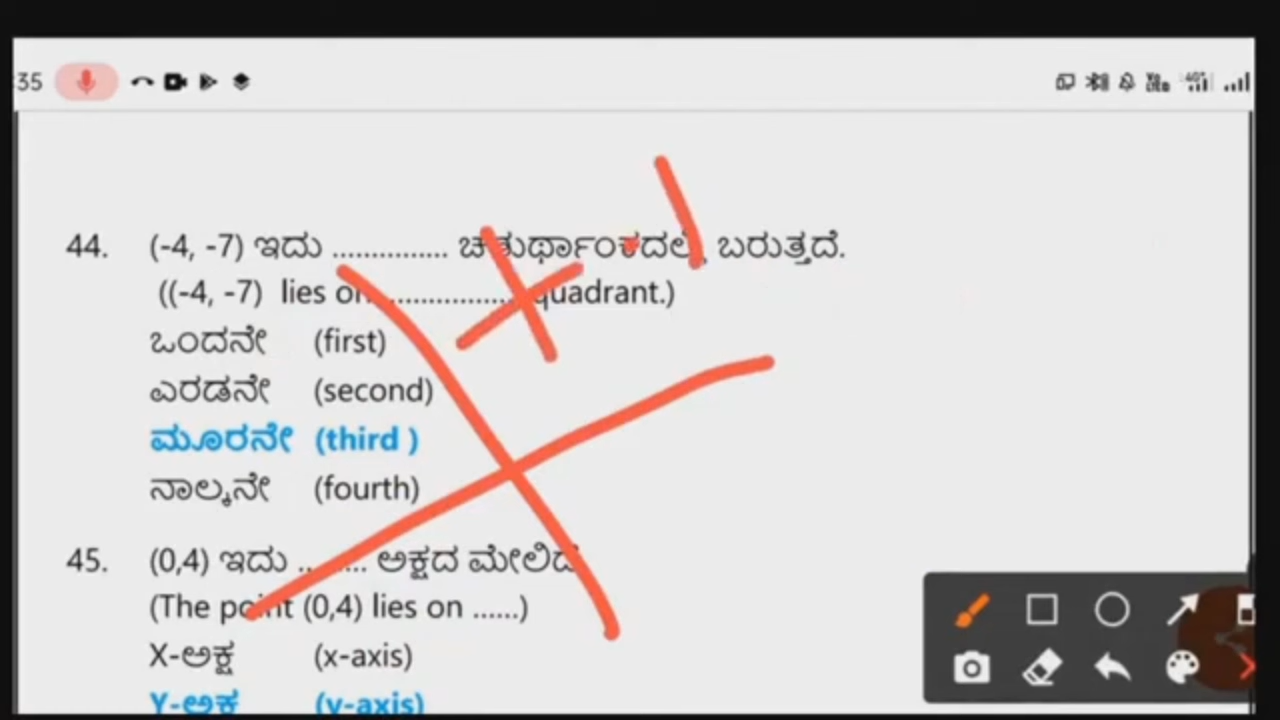 35
44. (-4, -7) ಇದು .............. ಚತುರ್ಥಾಂಕದಲ್ಲಿ ಬರುತ್ತದೆ.
((-4, -7) lies on ................ quadrant.)
ಒಂದನೇ (first)
ಎರಡನೇ (second)
ಮೂರನೇ (third )
ನಾಲ್ಕನೇ (fourth)
45. (0,4) ಇದು ........ ಅಕ್ಷದ ಮೇಲಿದೆ
(The point (0,4) lies on ......)
X-ಅಕ್ಷ (x-axis)
Y-ಅಕ್ಷ (y-axis)